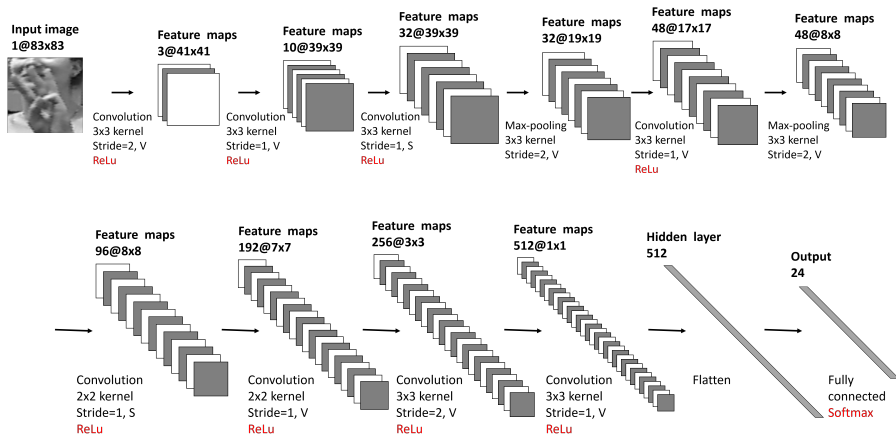 Input image
1@83x83
Feature maps
3@41x41
Feature maps
10@39x39
Feature maps
32@39x39
Feature maps
32@19x19
Feature maps
48@17x17
Feature maps
48@8x8
Convolution
3x3 kernel
Stride=2, V
ReLu
Convolution
3x3 kernel
Stride=1, V
ReLu
Convolution
3x3 kernel
Stride=1, S
ReLu
Max-pooling
3x3 kernel
Stride=2, V
Convolution
3x3 kernel
Stride=1, V
ReLu
Max-pooling
3x3 kernel
Stride=2, V
Feature maps
96@8x8
Feature maps
192@7x7
Feature maps
256@3x3
Feature maps
512@1x1
Hidden layer
512
Output
24
Convolution
2x2 kernel
Stride=1, S
ReLu
Convolution
2x2 kernel
Stride=1, V
ReLu
Convolution
3x3 kernel
Stride=2, V
ReLu
Convolution
3x3 kernel
Stride=1, V
ReLu
Flatten
Fully
connected
Softmax